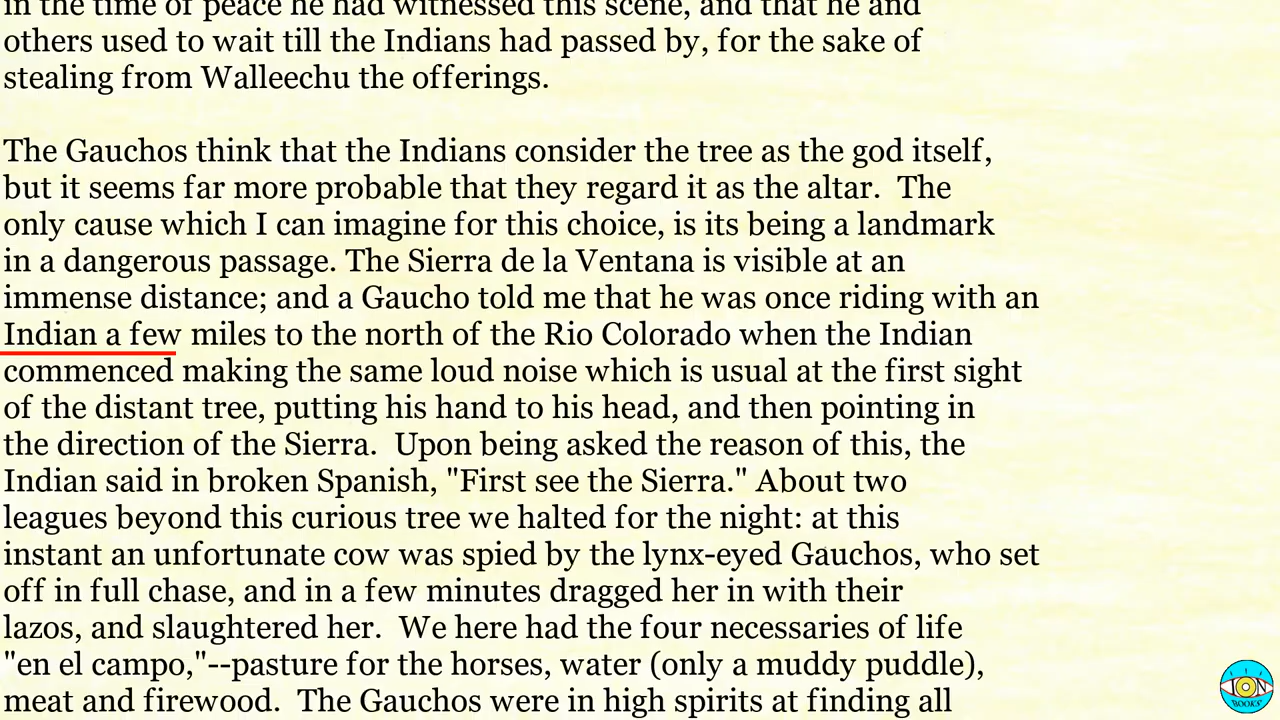 in the time of peace he had witnessed this scene, and that he and
others used to wait till the Indians had passed by, for the sake of
stealing from Walleechu the offerings.
The Gauchos think that the Indians consider the tree as the god itself,
but it seems far more probable that they regard it as the altar.  The
only cause which I can imagine for this choice, is its being a landmark
in a dangerous passage. The Sierra de la Ventana is visible at an
immense distance; and a Gaucho told me that he was once riding with an
Indian a few miles to the north of the Rio Colorado when the Indian
commenced making the same loud noise which is usual at the first sight
of the distant tree, putting his hand to his head, and then pointing in
the direction of the Sierra.  Upon being asked the reason of this, the
Indian said in broken Spanish, "First see the Sierra." About two
leagues beyond this curious tree we halted for the night: at this
instant an unfortunate cow was spied by the lynx-eyed Gauchos, who set
off in full chase, and in a few minutes dragged her in with their
lazos, and slaughtered her.  We here had the four necessaries of life
"en el campo,"--pasture for the horses, water (only a muddy puddle),
meat and firewood.  The Gauchos were in high spirits at finding all
ION
BOOKS